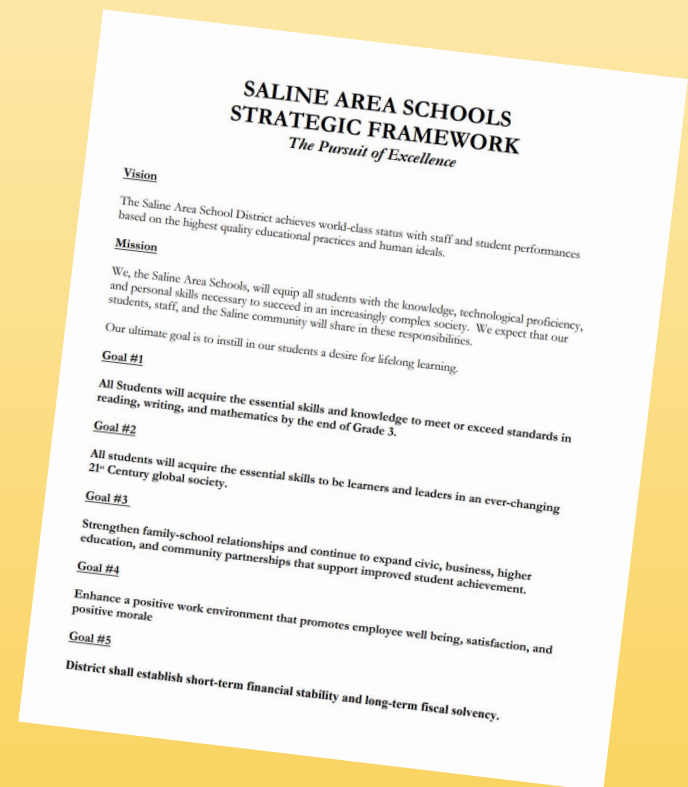 SALINE AREA SCHOOLS
STRATEGIC FRAMEWORK
The Pursuit of Excellence
Vision
The Saline Area School District achieves world-class status with staff and student performances
based on the highest quality educational practices and human ideals.
Mission
We, the Saline Area Schools, will equip all students with the knowledge, technological proficiency,
and personal skills necessary to succeed in an increasingly complex society. We expect that our
students, staff, and the Saline community will share in these responsibilities.
Our ultimate goal is to instill in our students a desire for lifelong learning.
Goal #1
All Students will acquire the essential skills and knowledge to meet or exceed standards in
reading, writing, and mathematics by the end of Grade 3.
Goal #2
All students will acquire the essential skills to be learners and leaders in an ever-changing
21st Century global society.
Goal #3
Strengthen family-school relationships and continue to expand civic, business, higher
education, and community partnerships that support improved student achievement.
Goal #4
Enhance a positive work environment that promotes employee well being, satisfaction, and
positive morale
Goal #5
District shall establish short-term financial stability and long-term fiscal solvency.